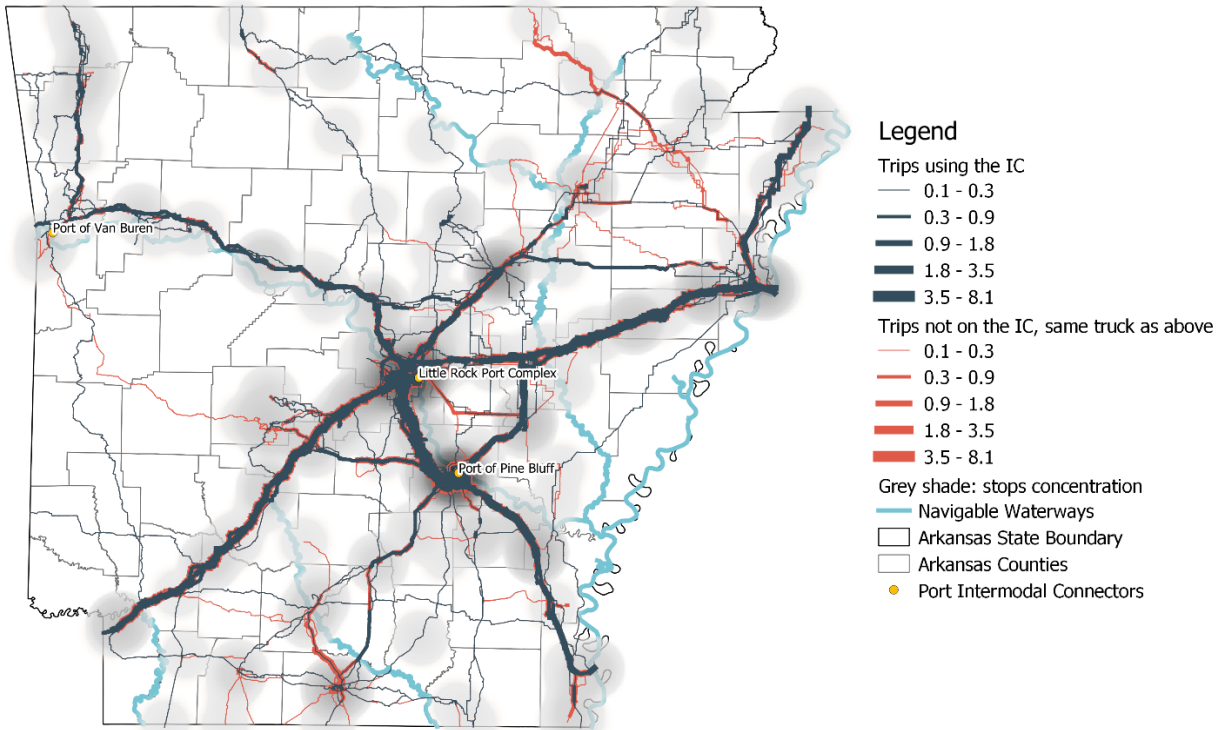 Port of Van Buren
Little Rock Port Complex
Port of Pine Bluff
Legend
Trips using the IC
0.1 - 0.3
0.3 - 0.9
0.9 - 1.8
1.8 - 3.5
3.5 - 8.1
Trips not on the IC, same truck as above
0.1 - 0.3
0.3 - 0.9
0.9 - 1.8
1.8 - 3.5
3.5 - 8.1
Grey shade: stops concentration
Navigable Waterways
Arkansas State Boundary
Arkansas Counties
Port Intermodal Connectors